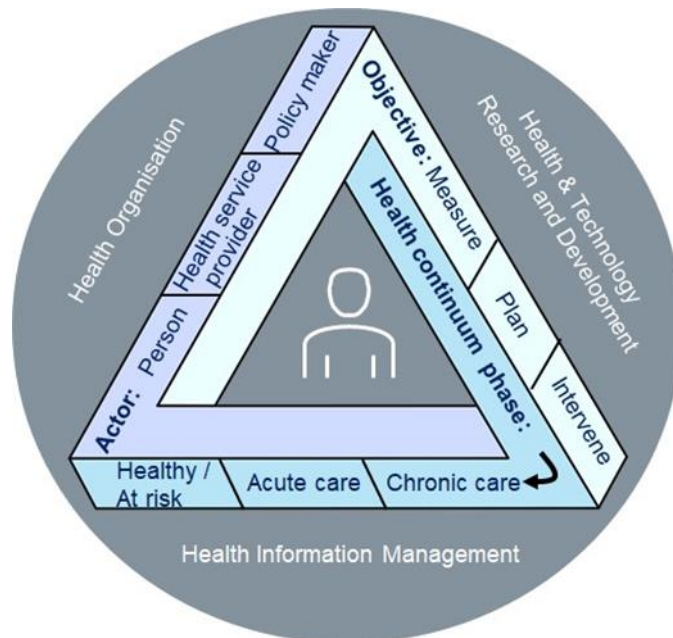 Health Organisation
Health & Technology
Research and Development
Actor: Person
Health service
provider
Policy maker
Objective: Measure
Plan
Intervene
Health continuum phase:
Healthy /
At risk
Acute care
Chronic care
Health Information Management